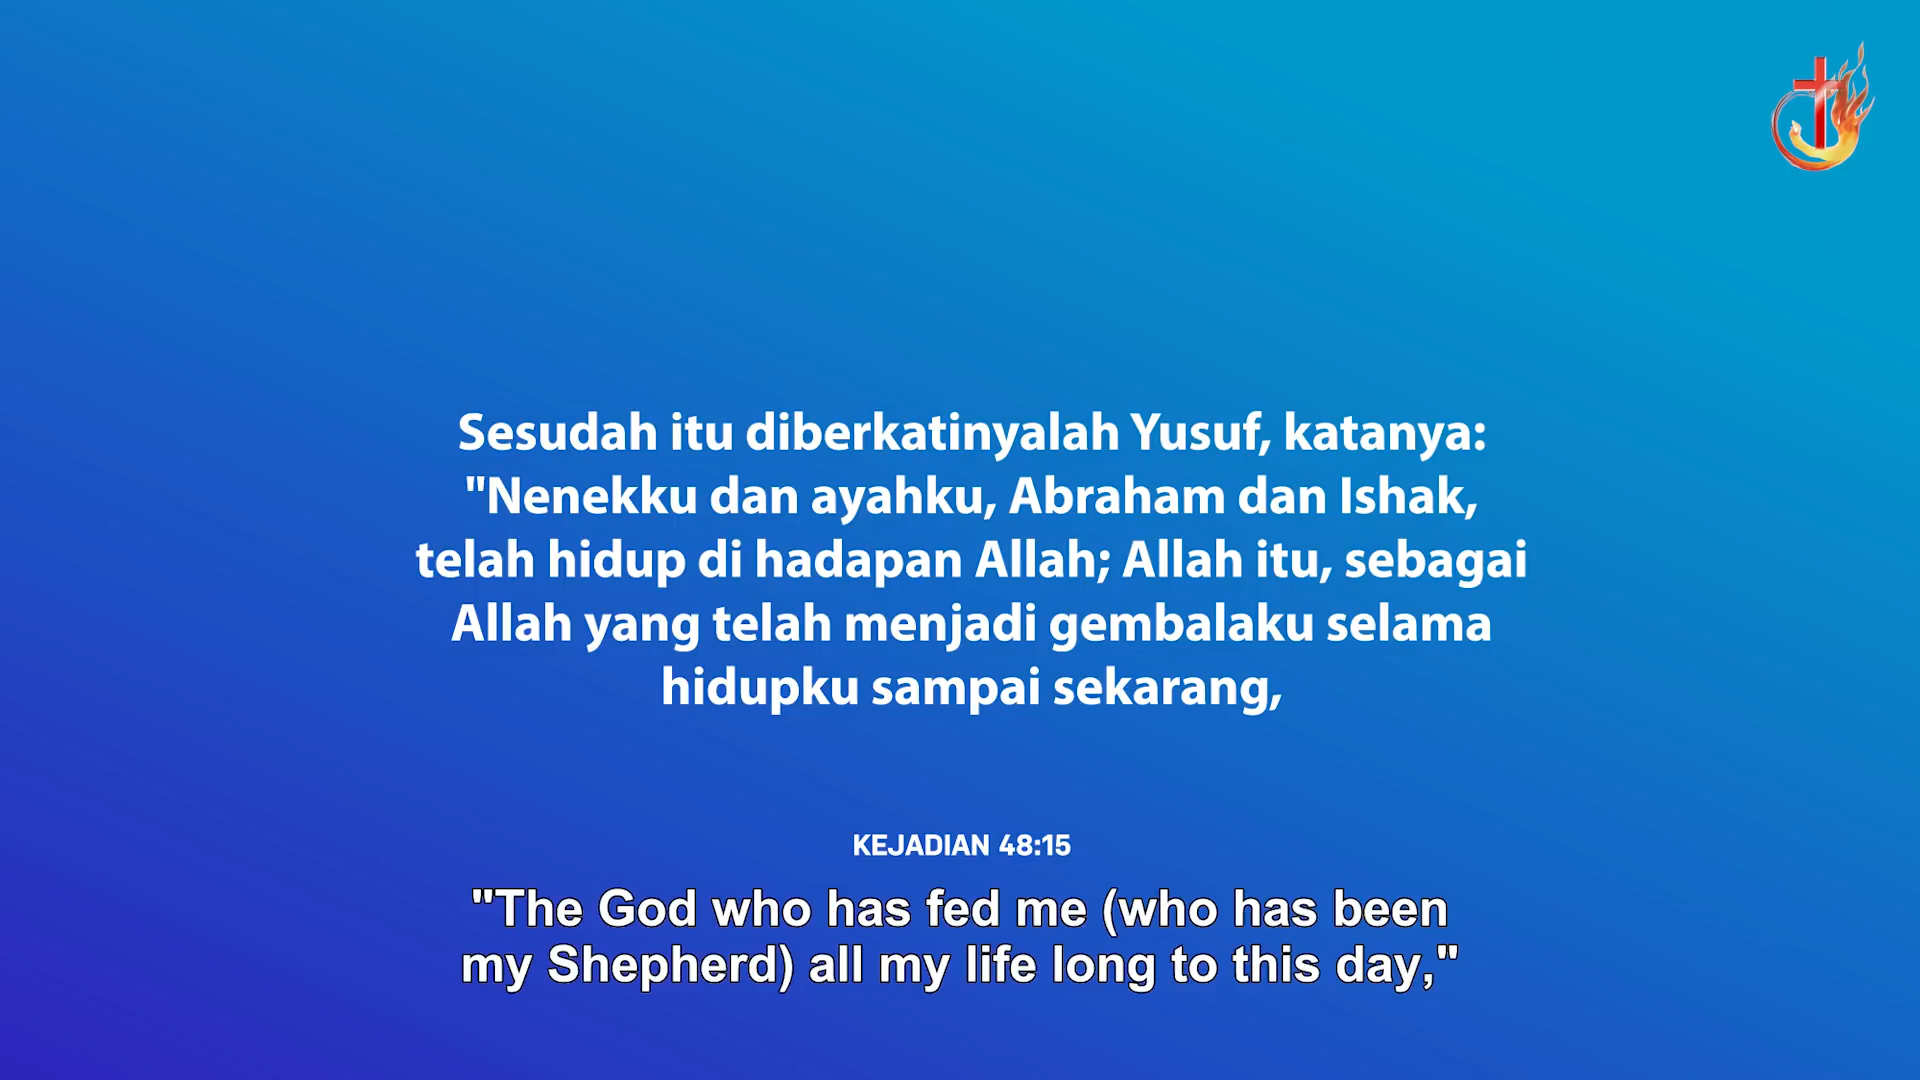 Sesudah itu diberkatinyalah Yusuf, katanya:
"Nenekku dan ayahku, Abraham dan Ishak,
telah hidup di hadapan Allah; Allah itu, sebagai
Allah yang telah menjadi gembalaku selama
hidupku sampai sekarang,
KEJADIAN 48:15
"The God who has fed me (who has been
my Shepherd) all my life long to this day,"